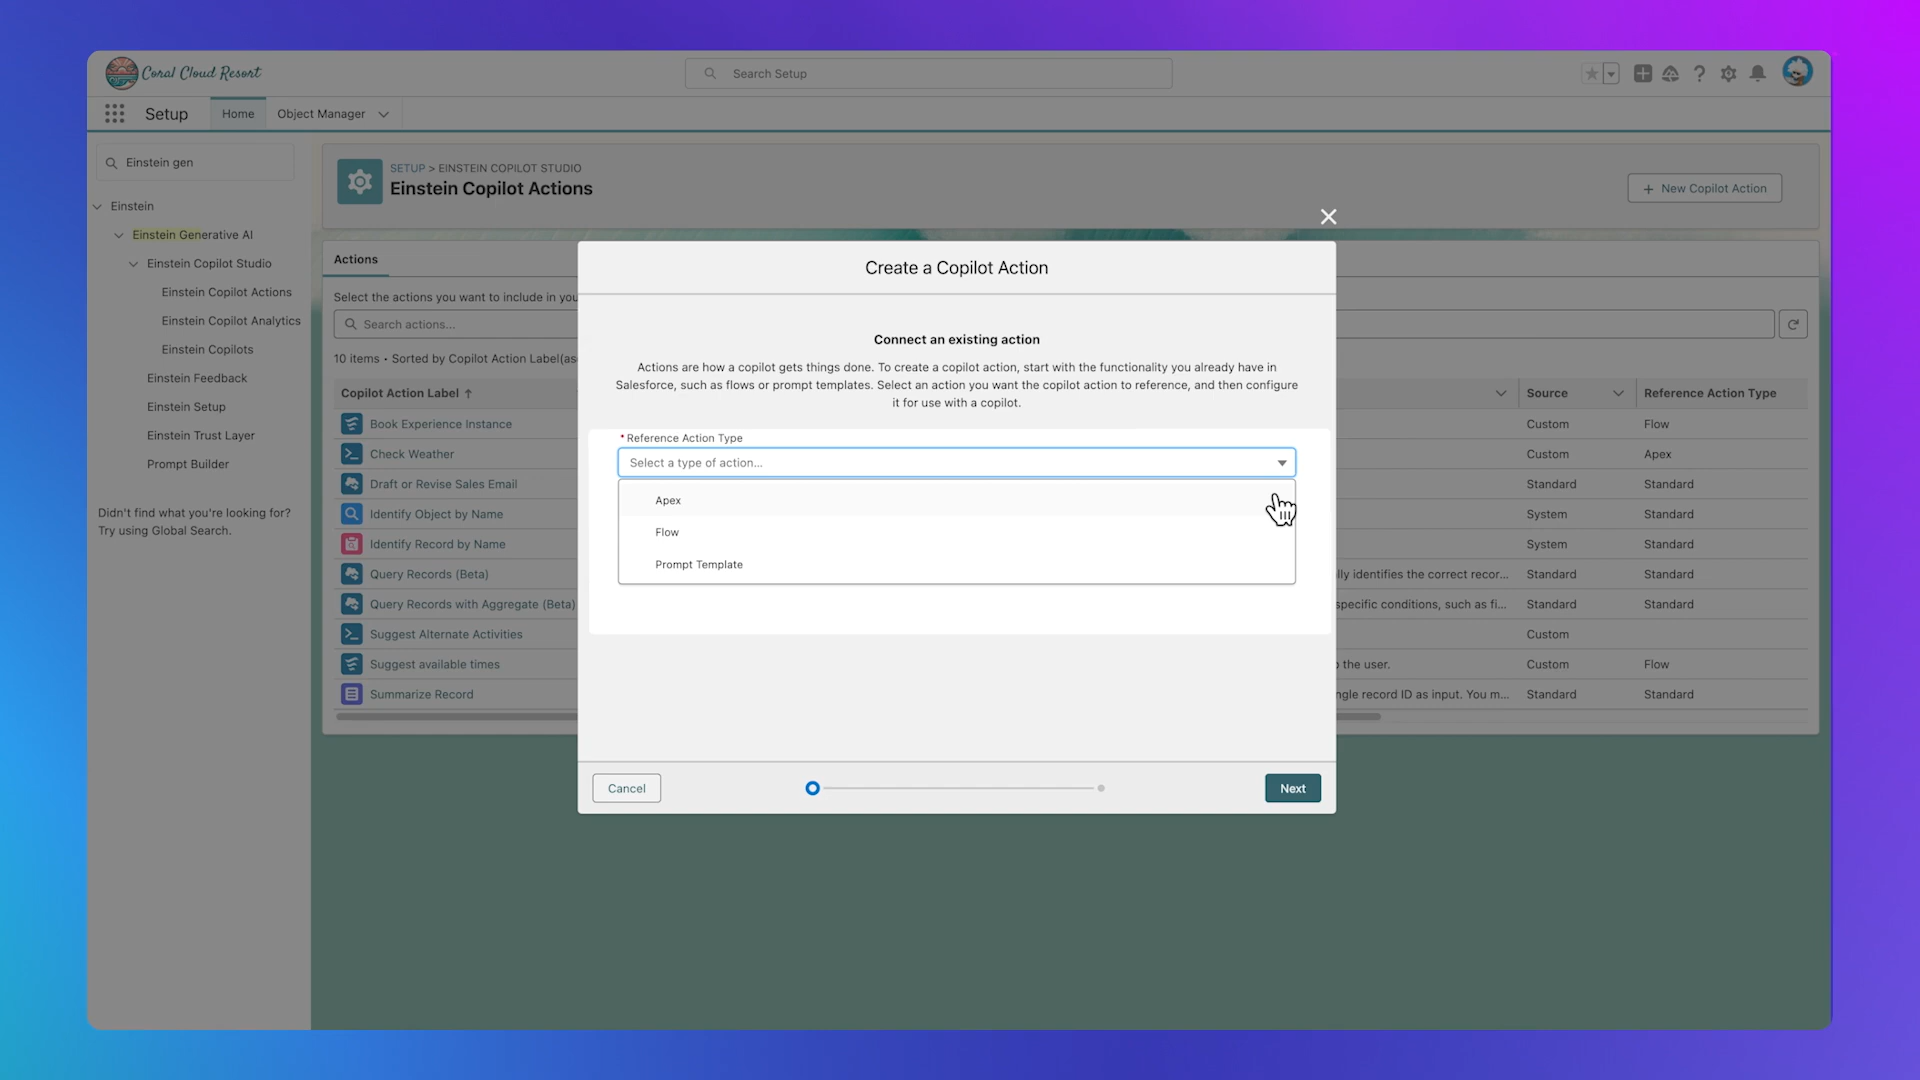 Coral Cloud Resort
Search Setup
Setup
Home
Object Manager
Einstein gen
Einstein
Einstein Generative AI
Einstein Copilot Studio
Einstein Copilot Actions
Einstein Copilot Analytics
Einstein Copilots
Einstein Feedback
Einstein Setup
Einstein Trust Layer
Prompt Builder
Didn't find what you're looking for?
Try using Global Search.
SETUP > EINSTEIN COPILOT STUDIO
Einstein Copilot Actions
New Copilot Action
Actions
Select the actions you want to include in you
Search actions...
10 items • Sorted by Copilot Action Label(as
Copilot Action Label
Source
Reference Action Type
Book Experience Instance
Custom
Flow
Check Weather
Custom
Apex
Draft or Revise Sales Email
Standard
Standard
Identify Object by Name
System
Standard
Identify Record by Name
System
Standard
Query Records (Beta)
lly identifies the correct recor...
Standard
Standard
Query Records with Aggregate (Beta)
specific conditions, such as fi...
Standard
Standard
Suggest Alternate Activities
Custom
Suggest available times
the user.
Custom
Flow
Summarize Record
ngle record ID as input. You m...
Standard
Standard
Create a Copilot Action
Connect an existing action
Actions are how a copilot gets things done. To create a copilot action, start with the functionality you already have in
Salesforce, such as flows or prompt templates. Select an action you want the copilot action to reference, and then configure
it for use with a copilot.
*Reference Action Type
Select a type of action...
Apex
Flow
Prompt Template
Cancel
Next